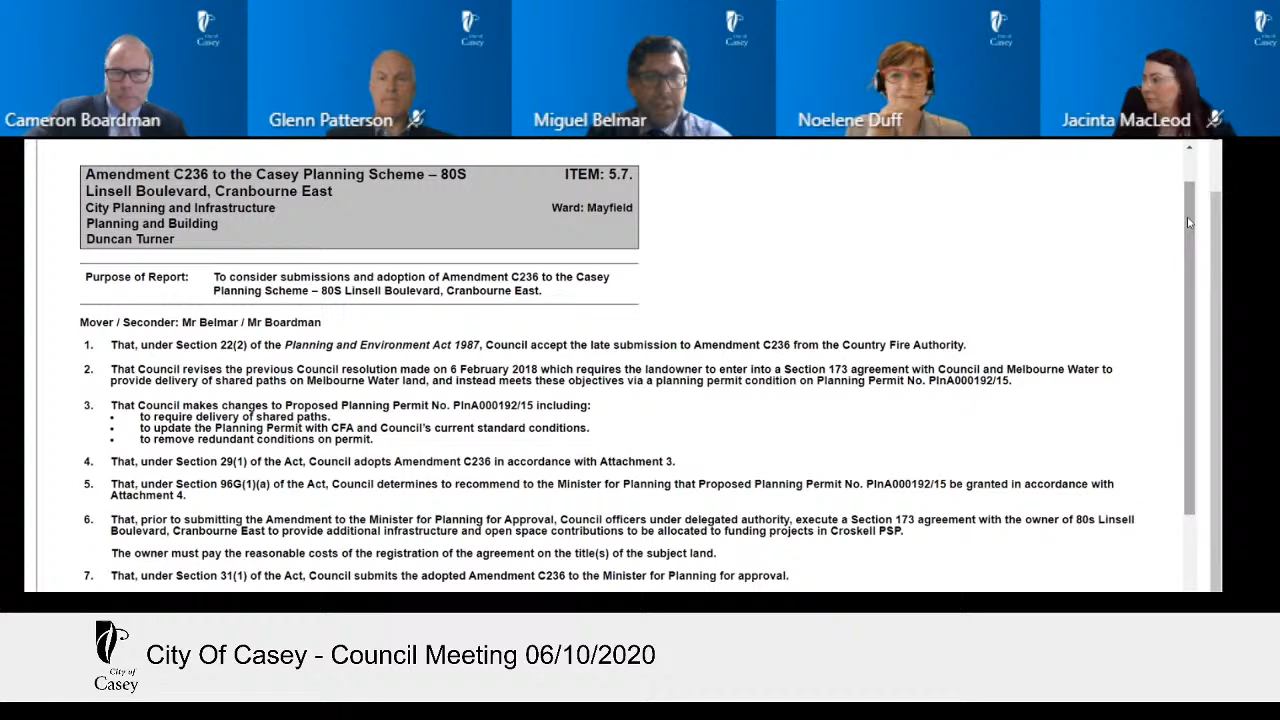 City of
Casey
City of
Casey
City of
Casey
City of
Casey
City of
Casey
Cameron Boardman
Glenn Patterson
Miguel Belmar
Noelene Duff
Jacinta MacLeod
Amendment C236 to the Casey Planning Scheme – 80S ITEM: 5.7.
Linsell Boulevard, Cranbourne East
City Planning and Infrastructure Ward: Mayfield
Planning and Building
Duncan Turner
Purpose of Report: To consider submissions and adoption of Amendment C236 to the Casey
Planning Scheme – 80S Linsell Boulevard, Cranbourne East.
Mover / Seconder: Mr Belmar / Mr Boardman
1. That, under Section 22(2) of the Planning and Environment Act 1987, Council accept the late submission to Amendment C236 from the Country Fire Authority.
2. That Council revises the previous Council resolution made on 6 February 2018 which requires the landowner to enter into a Section 173 agreement with Council and Melbourne Water to
provide delivery of shared paths on Melbourne Water land, and instead meets these objectives via a planning permit condition on Planning Permit No. PlnA000192/15.
3. That Council makes changes to Proposed Planning Permit No. PlnA000192/15 including:
• to require delivery of shared paths.
• to update the Planning Permit with CFA and Council's current standard conditions.
• to remove redundant conditions on permit.
4. That, under Section 29(1) of the Act, Council adopts Amendment C236 in accordance with Attachment 3.
5. That, under Section 96G(1)(a) of the Act, Council determines to recommend to the Minister for Planning that Proposed Planning Permit No. PlnA000192/15 be granted in accordance with
Attachment 4.
6. That, prior to submitting the Amendment to the Minister for Planning for Approval, Council officers under delegated authority, execute a Section 173 agreement with the owner of 80s Linsell
Boulevard, Cranbourne East to provide additional infrastructure and open space contributions to be allocated to funding projects in Croskell PSP.
The owner must pay the reasonable costs of the registration of the agreement on the title(s) of the subject land.
7. That, under Section 31(1) of the Act, Council submits the adopted Amendment C236 to the Minister for Planning for approval.
City of
Casey
City Of Casey - Council Meeting 06/10/2020